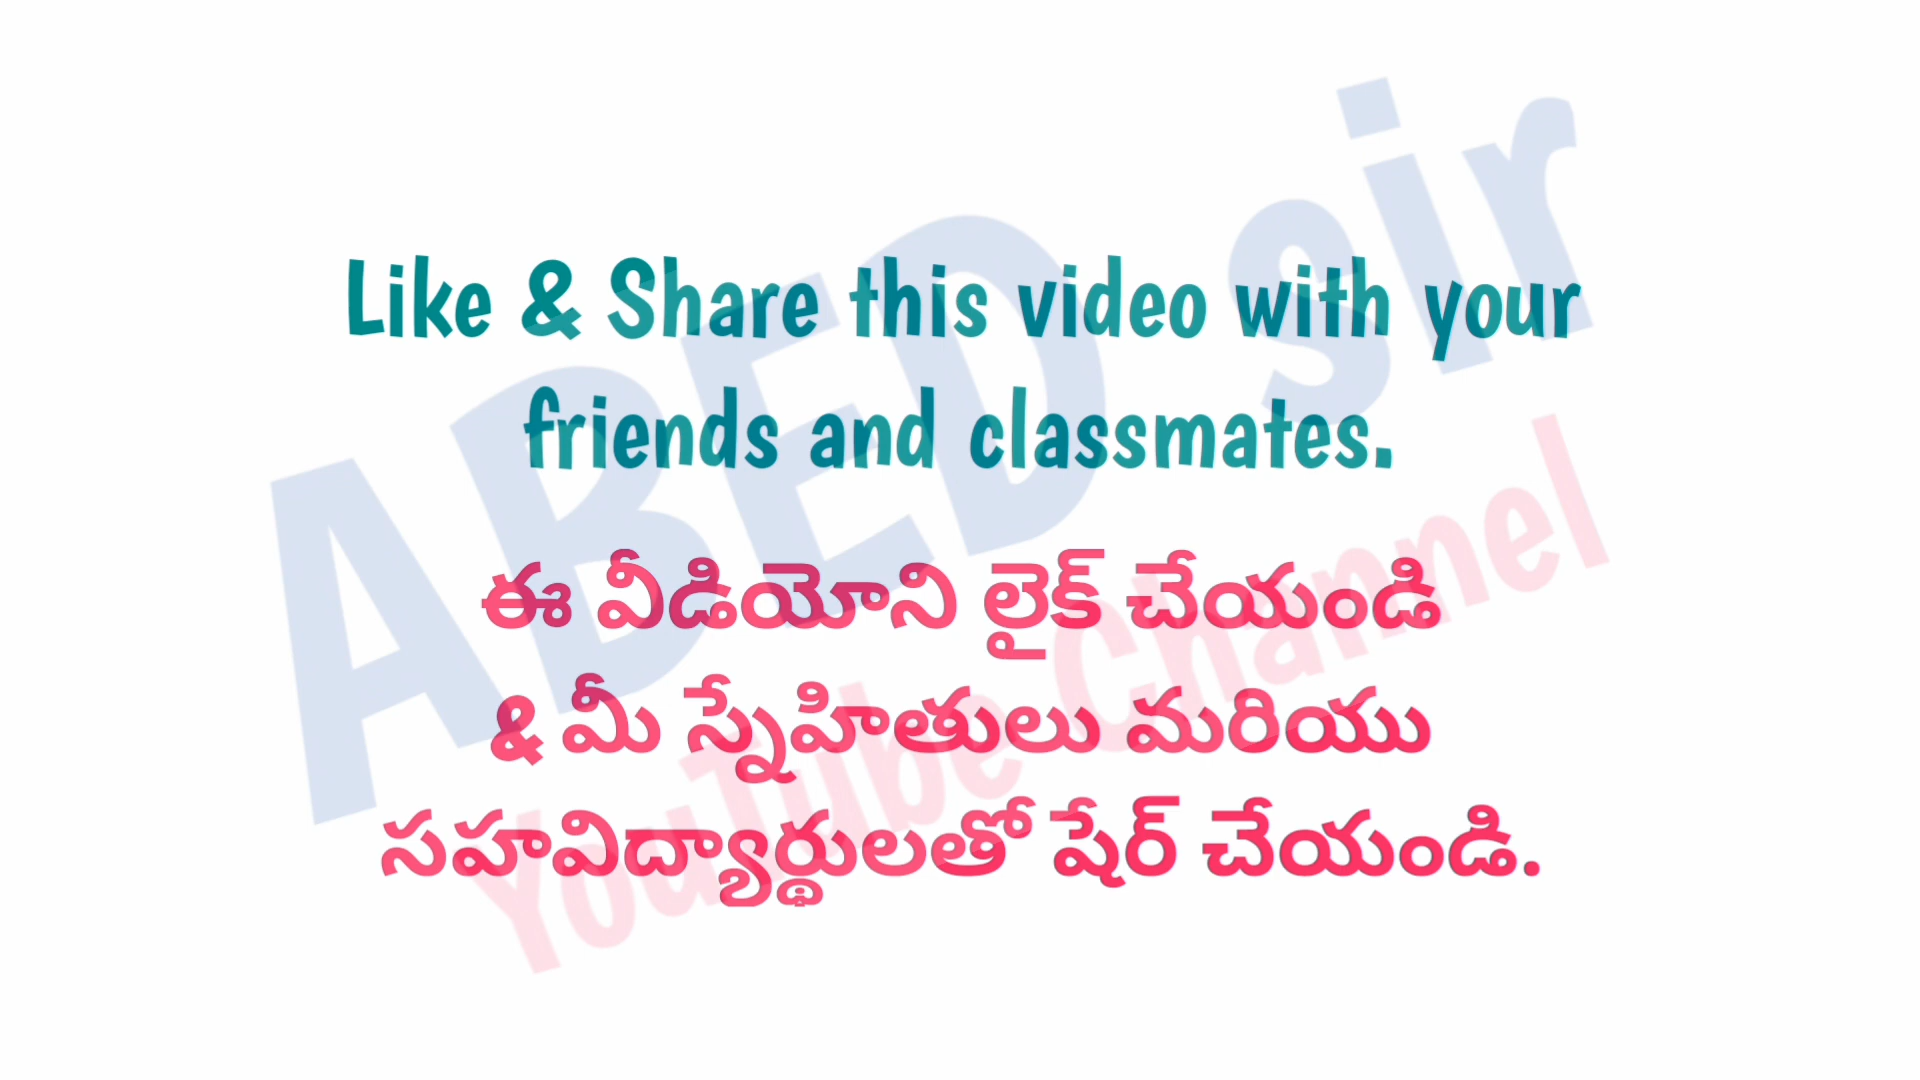 Like & Share this video with your
friends and classmates.
ఈ వీడియోని లైక్ చేయండి
& మీ స్నేహితులు మరియు
సహవిద్యార్థులతో షేర్ చేయండి.
ABED sir
YouTube Channel